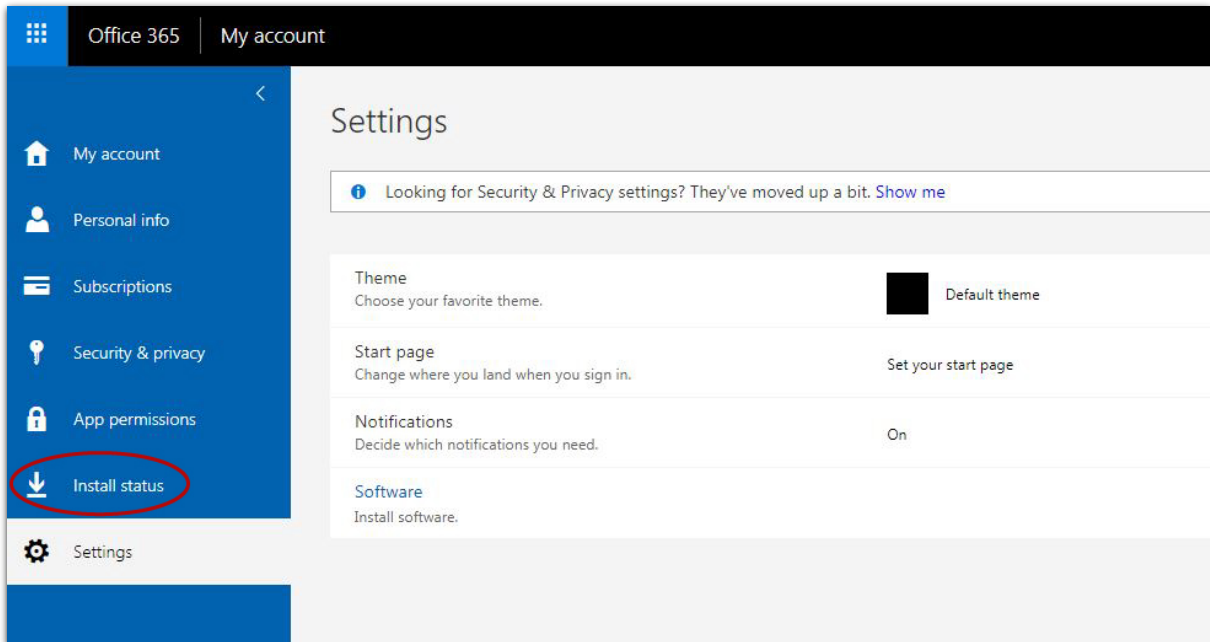 Office 365 My account
My account
Personal info
Subscriptions
Security & privacy
App permissions
Install status
Settings
Settings
Looking for Security & Privacy settings? They've moved up a bit. Show me
Theme
Choose your favorite theme.
Default theme
Start page
Change where you land when you sign in.
Set your start page
Notifications
Decide which notifications you need.
On
Software
Install software.